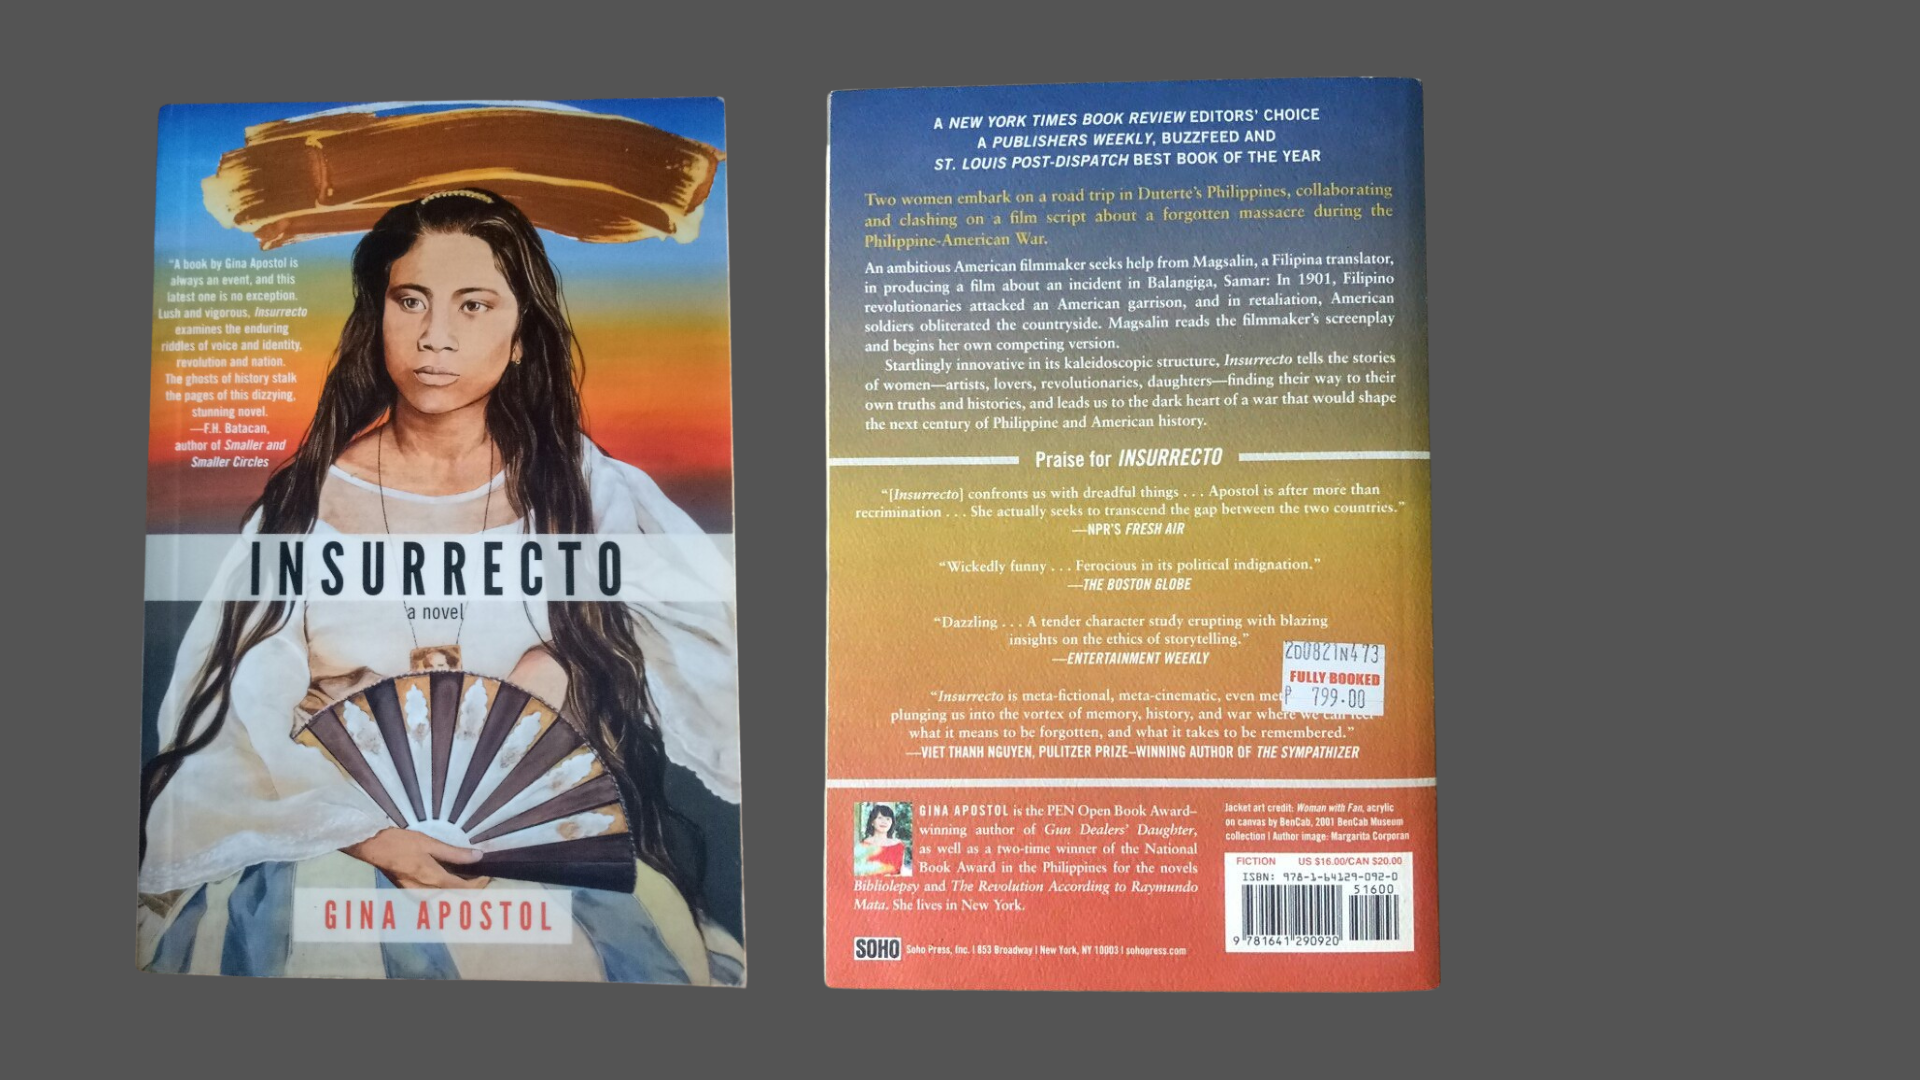 "A book by Gina Apostol is
always an event, and this
latest one is no exception.
Lush and vigorous, Insurrecto
examines the enduring
riddles of voice and identity,
revolution and nation.
The ghosts of history stalk
the pages of this dizzying,
stunning novel.
—F.H. Batacan,
author of Smaller and
Smaller Circles
INSURRECTO
a novel
GINA APOSTOL
A NEW YORK TIMES BOOK REVIEW EDITORS' CHOICE
A PUBLISHERS WEEKLY, BUZZFEED AND
ST. LOUIS POST-DISPATCH BEST BOOK OF THE YEAR
Two women embark on a road trip in Duterte's Philippines, collaborating
and clashing on a film script about a forgotten massacre during the
Philippine-American War.
An ambitious American filmmaker seeks help from Magsalin, a Filipina translator,
in producing a film about an incident in Balangiga, Samar: In 1901, Filipino
revolutionaries attacked an American garrison, and in retaliation, American
soldiers obliterated the countryside. Magsalin reads the filmmaker's screenplay
and begins her own competing version.
Startlingly innovative in its kaleidoscopic structure, Insurrecto tells the stories
of women—artists, lovers, revolutionaries, daughters—finding their way to their
own truths and histories, and leads us to the dark heart of a war that would shape
the next century of Philippine and American history.
Praise for INSURRECTO
"[Insurrecto] confronts us with dreadful things . . . Apostol is after more than
recrimination . . . She actually seeks to transcend the gap between the two countries."
—NPR'S FRESH AIR
"Wickedly funny . . . Ferocious in its political indignation."
—THE BOSTON GLOBE
"Dazzling . . . A tender character study erupting with blazing
insights on the ethics of storytelling."
—ENTERTAINMENT WEEKLY
ZD0821N473
FULLY BOOKED
₱ 799.00
"Insurrecto is meta-fictional, meta-cinematic, even
plunging us into the vortex of memory, history, and war where we can feel
what it means to be forgotten, and what it takes to be remembered."
—VIET THANH NGUYEN, PULITZER PRIZE–WINNING AUTHOR OF THE SYMPATHIZER
GINA APOSTOL is the PEN Open Book Award–
winning author of Gun Dealers' Daughter,
as well as a two-time winner of the National
Book Award in the Philippines for the novels
Bibliolepsy and The Revolution According to Raymundo
Mata. She lives in New York.
SOHO Soho Press, Inc. | 853 Broadway | New York, NY 10003 | sohopress.com
Jacket art credit: Woman with Fan, acrylic
on canvas by BenCab, 2001 BenCab Museum
collection | Author image: Margarita Corporan
FICTION US $16.00/CAN $20.00
ISBN: 978-1-64129-092-0
51600
9 781641 290920